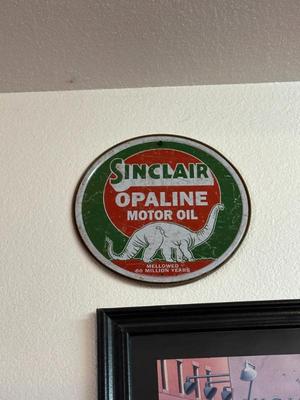 SINCLAIR
OPALINE
MOTOR OIL
MELLOWED
80 MILLION YEARS